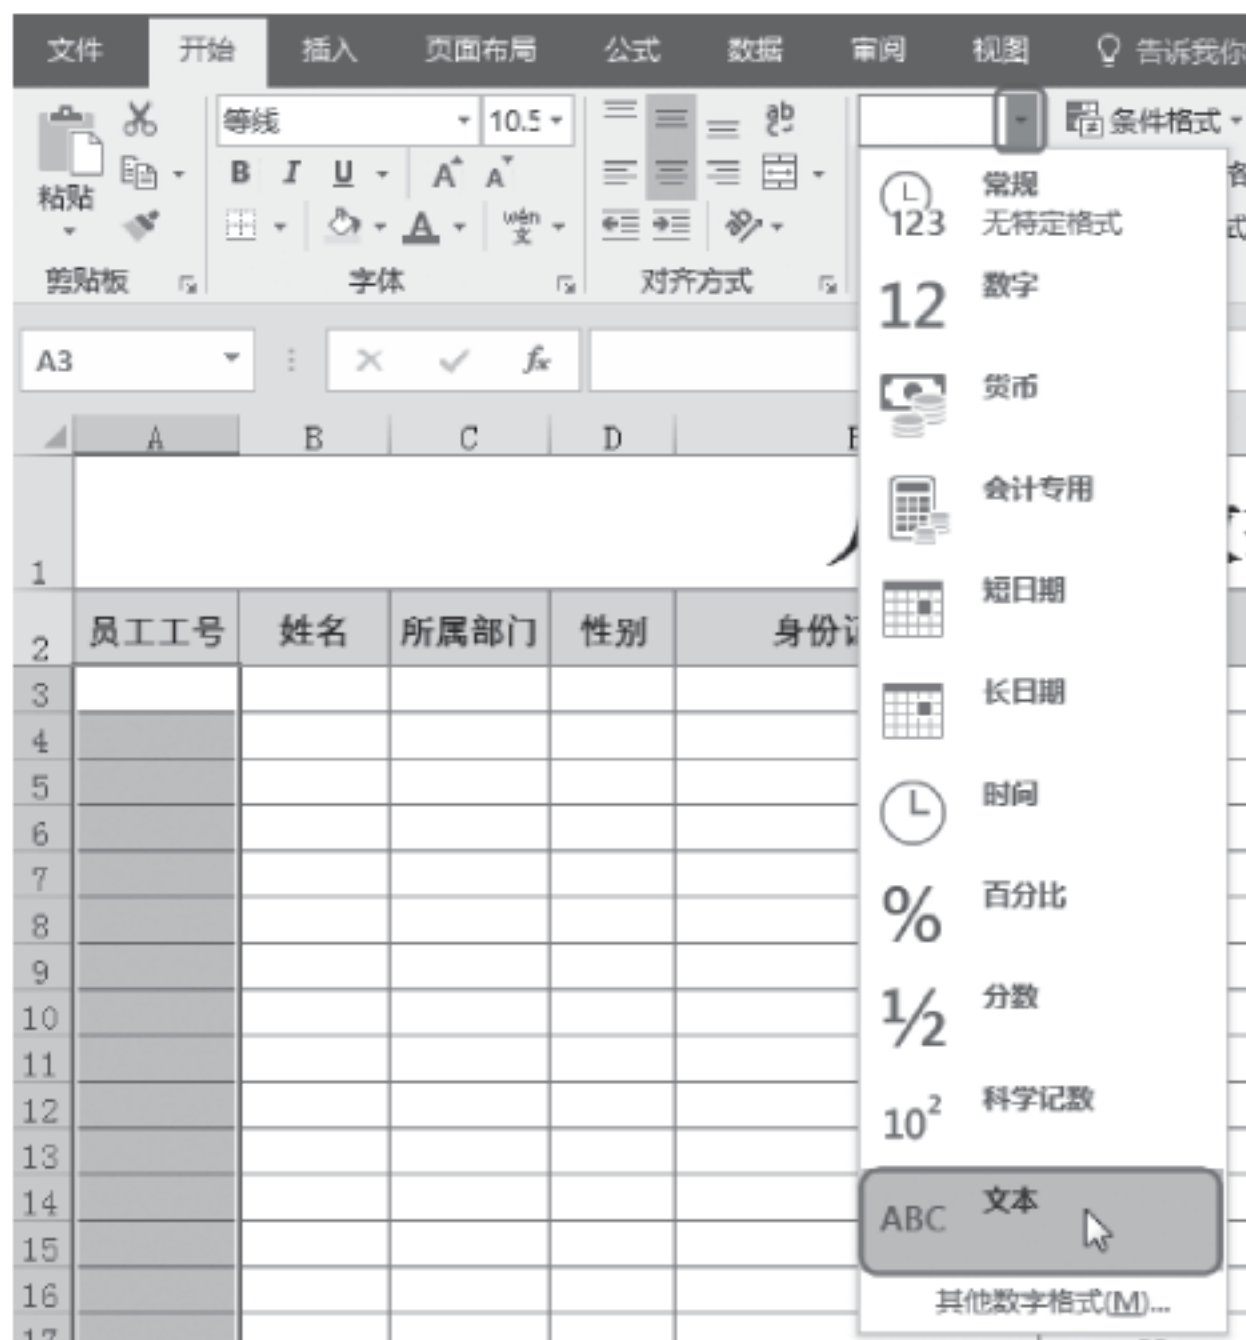 文件 开始 插入 页面布局 公式 数据 审阅 视图 告诉我你
等线 10.5 条件格式
粘贴 B I U A A
A wén 文
剪贴板 字体 对齐方式
常规
123 无特定格式
12 数字
A3 fx
货币
A B C D
会计专用
1
短日期
2 员工工号 姓名 所属部门 性别 身份
3
长日期
4
5
时间
6
7
百分比
%
8
9
分数
½
10
11
科学记数
10²
12
13
14
文本
ABC
15
16
其他数字格式(M)...
17